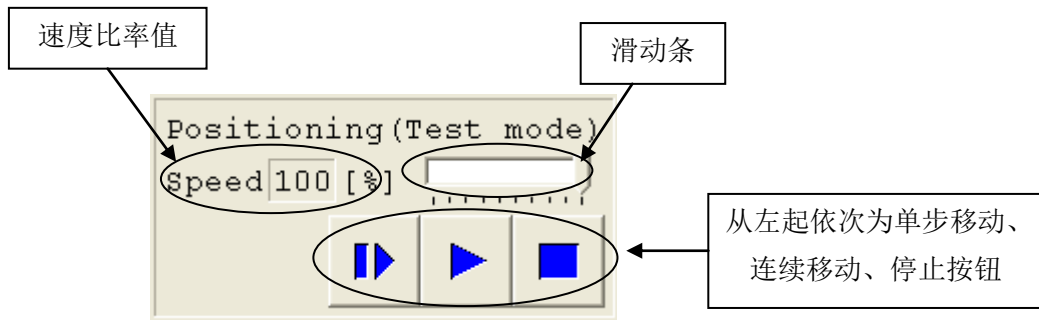 速度比率值
滑动条
Positioning(Test mode)
Speed 100 [%]
从左起依次为单步移动、
连续移动、停止按钮